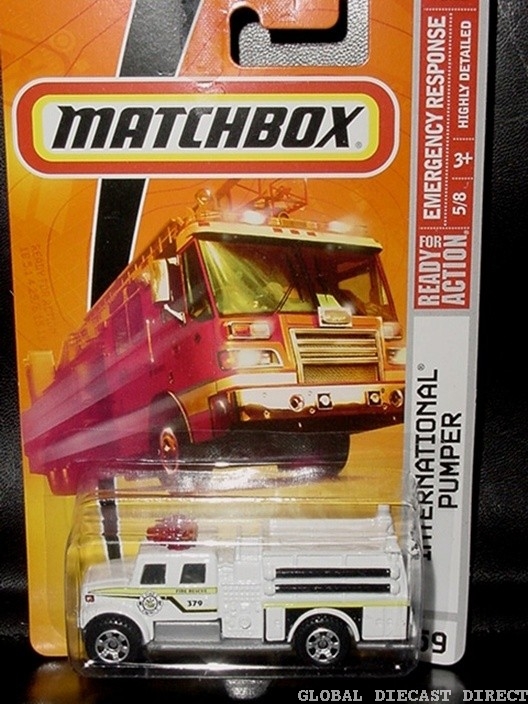 MATCHBOX®
EMERGENCY RESPONSE
HIGHLY DETAILED
5/8
3+
READY FOR
ACTION®
INTERNATIONAL®
PUMPER
59
FIRE RESCUE
379
GLOBAL DIECAST DIRECT